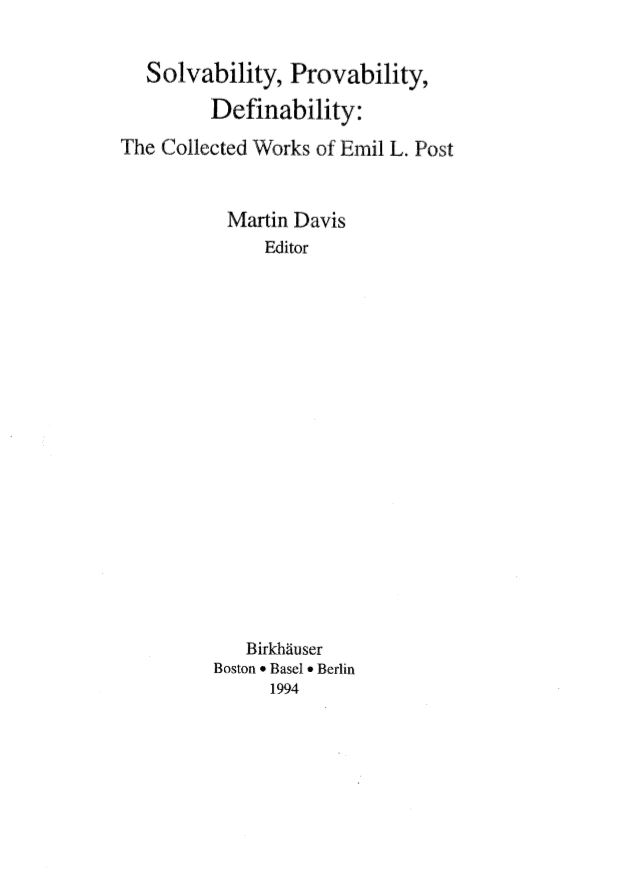 Solvability, Provability,
Definability:
The Collected Works of Emil L. Post
Martin Davis
Editor
Birkhäuser
Boston • Basel • Berlin
1994